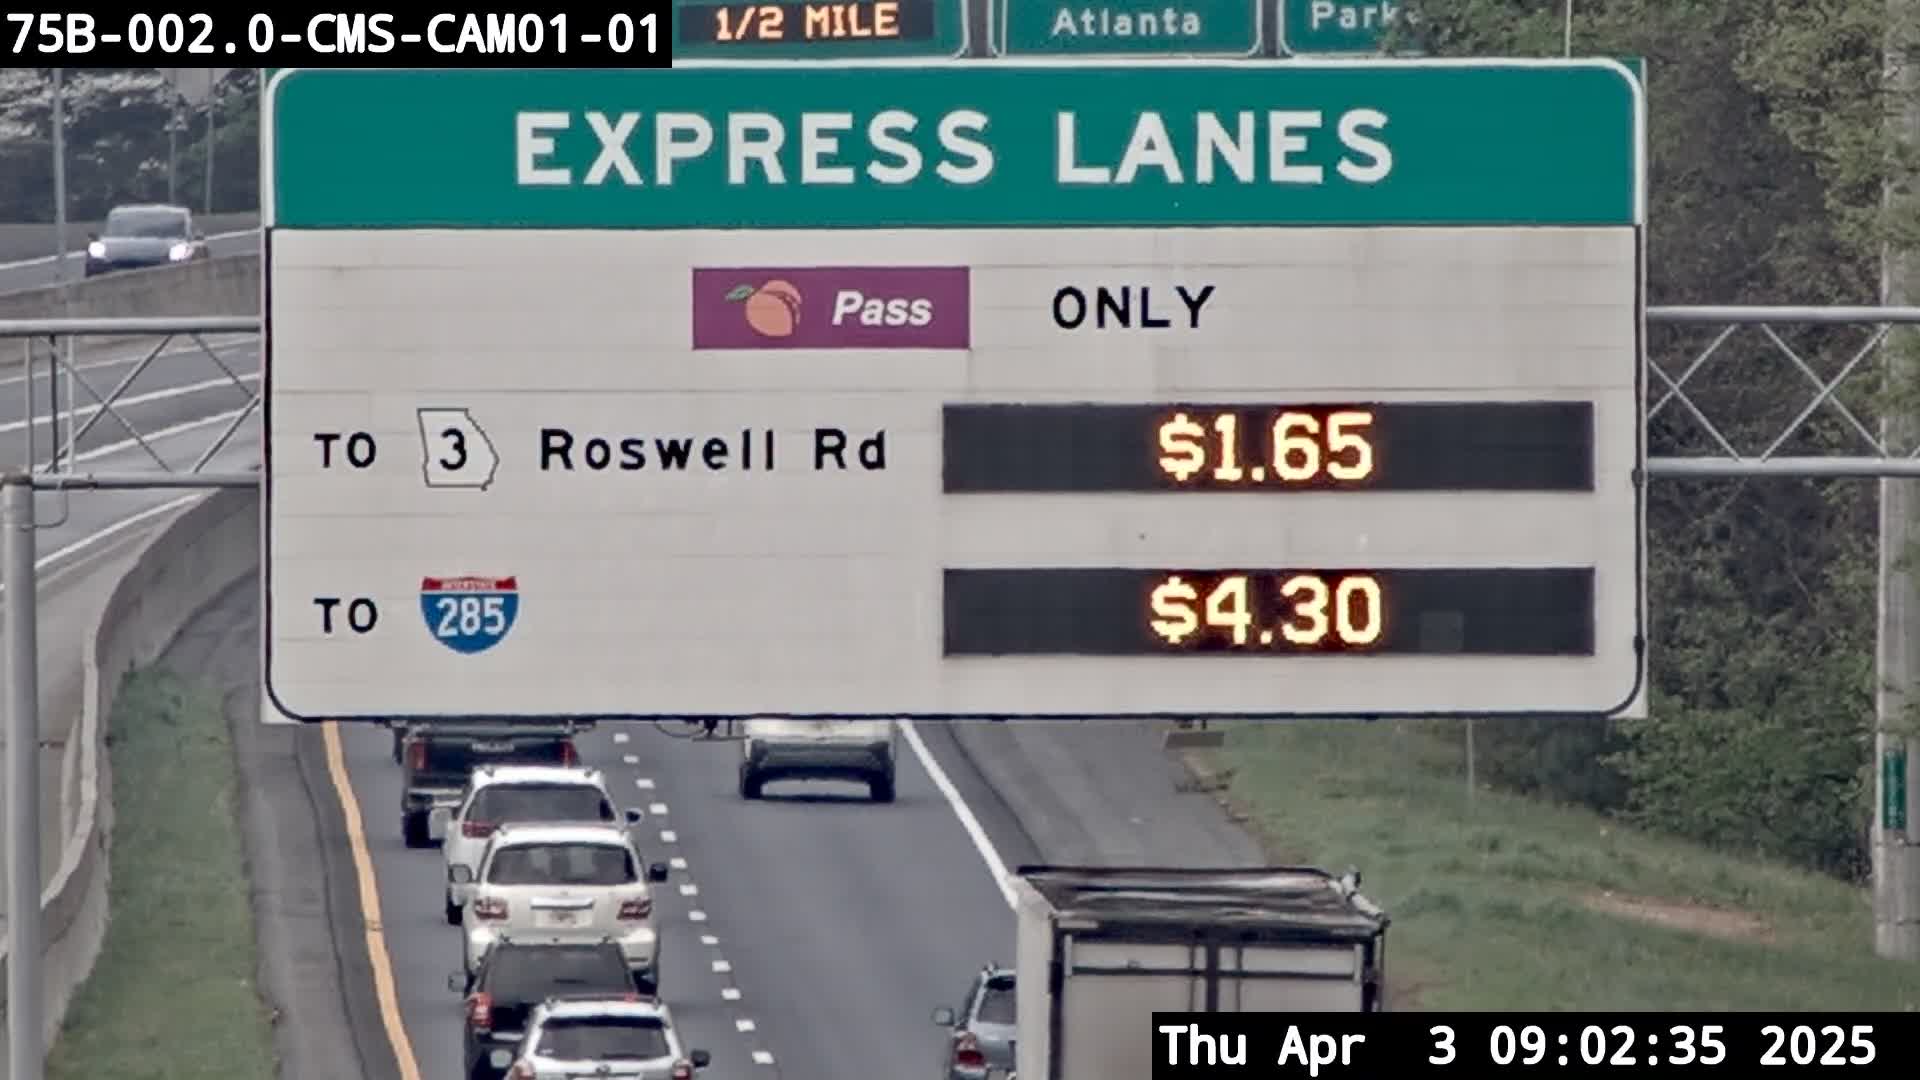 75B-002.0-CMS-CAM01-01
1/2 MILE
Atlanta
EXPRESS LANES
Pass ONLY
TO 3 Roswell Rd $1.65
TO INTERSTATE 285 $4.30
Thu Apr 3 09:02:35 2025